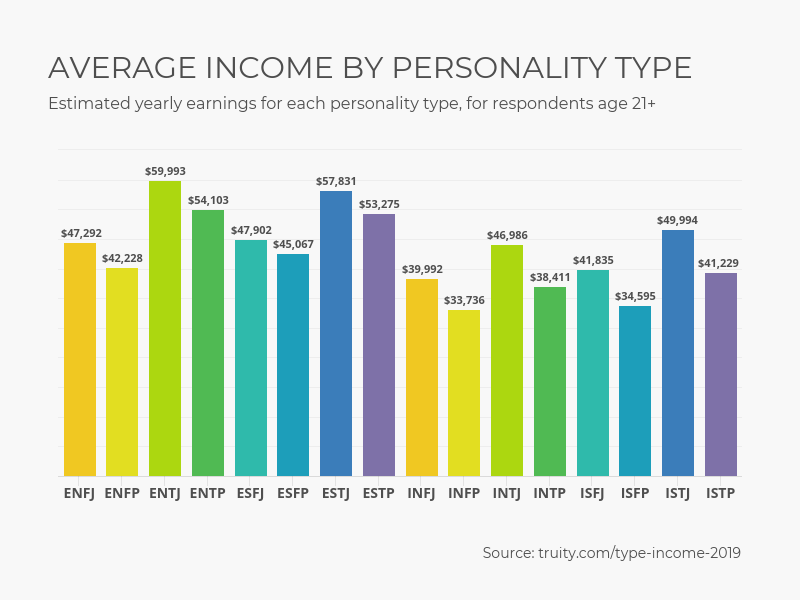 AVERAGE INCOME BY PERSONALITY TYPE
Estimated yearly earnings for each personality type, for respondents age 21+
$47,292 $42,228 $59,993 $54,103 $47,902 $45,067 $57,831 $53,275 $39,992 $33,736 $46,986 $38,411 $41,835 $34,595 $49,994 $41,229
ENFJ ENFP ENTJ ENTP ESFJ ESFP ESTJ ESTP INFJ INFP INTJ INTP ISFJ ISFP ISTJ ISTP
Source: truity.com/type-income-2019